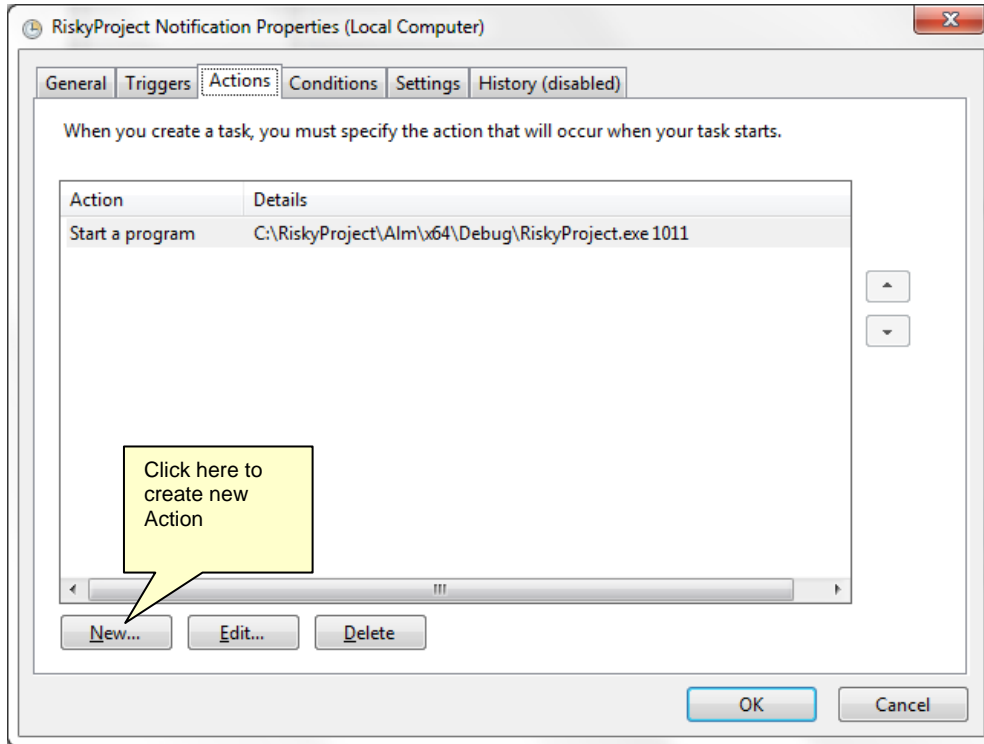 RiskyProject Notification Properties (Local Computer)
General Triggers Actions Conditions Settings History (disabled)
When you create a task, you must specify the action that will occur when your task starts.
Action Details
Start a program C:\RiskyProject\Alm\x64\Debug\RiskyProject.exe 1011
Click here to
create new
Action
New... Edit... Delete
OK Cancel